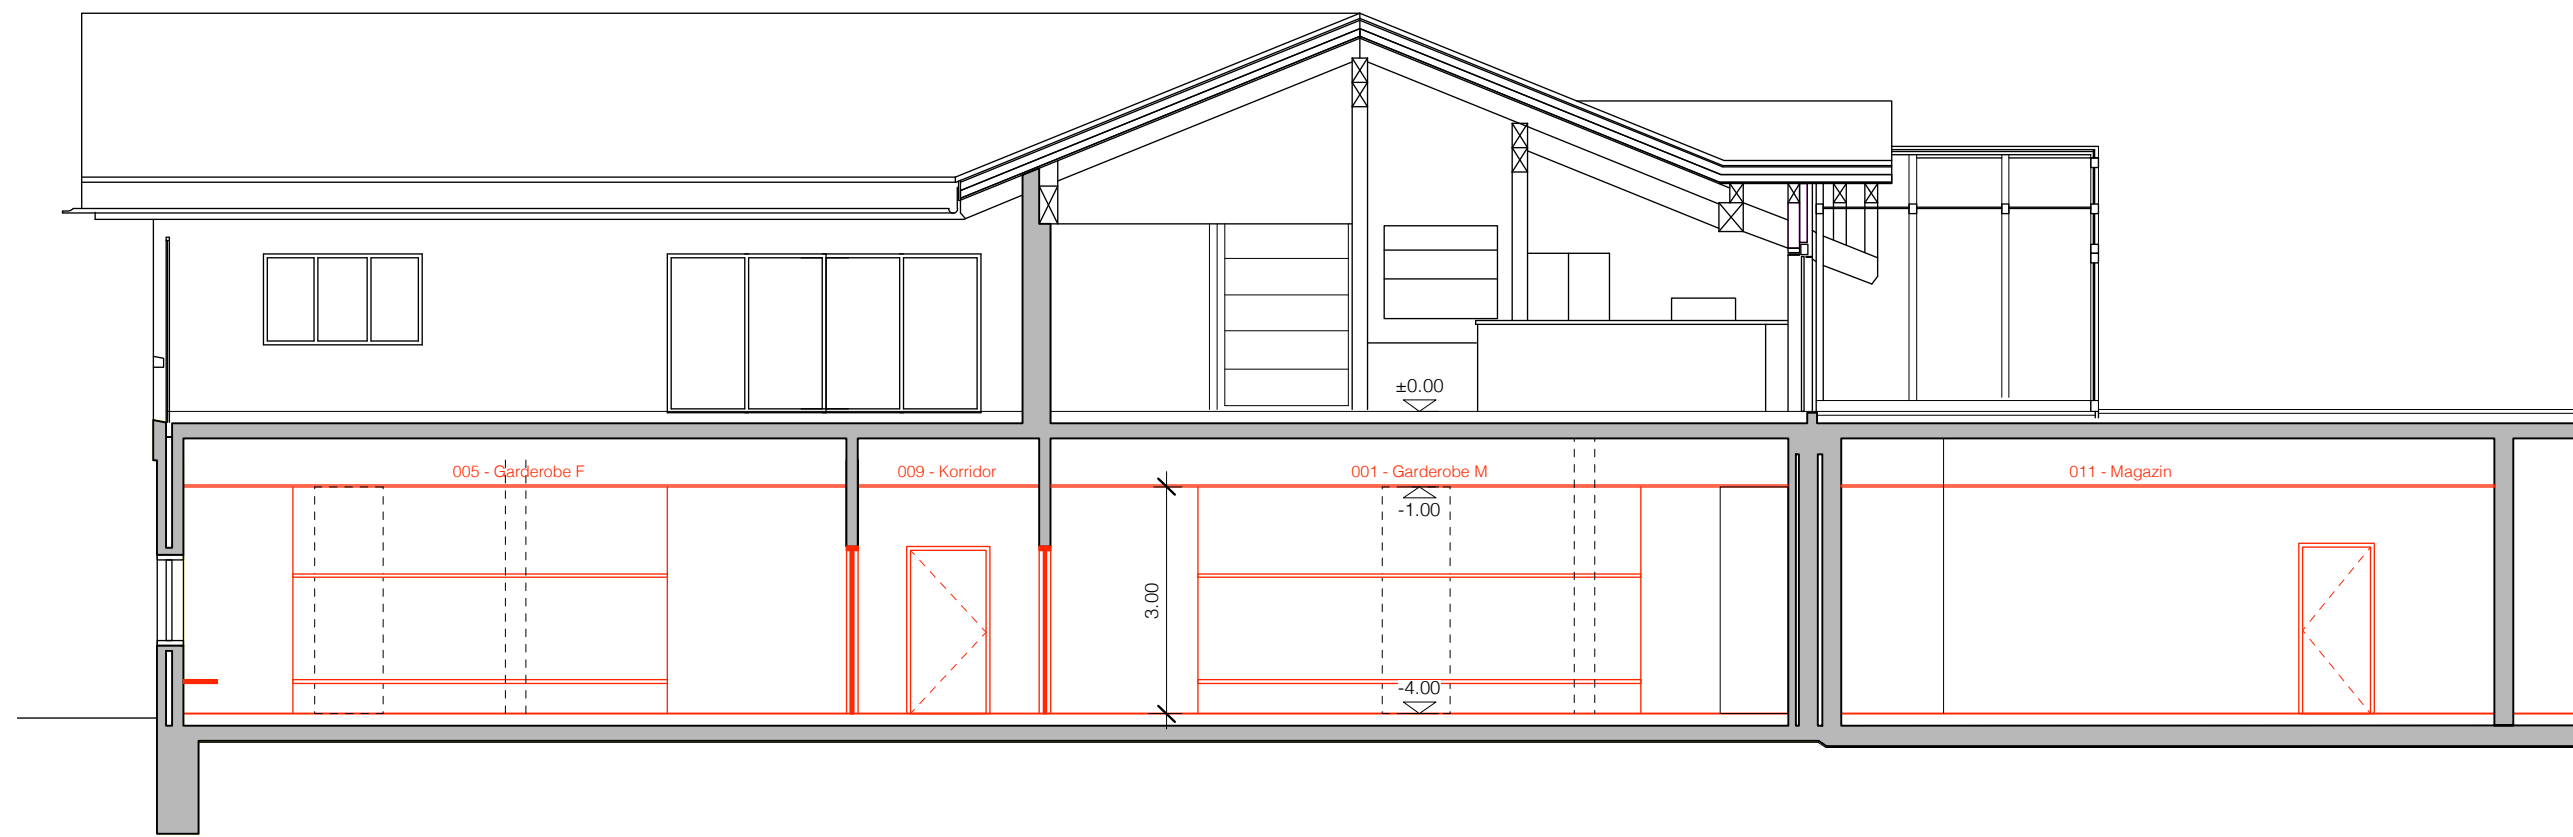 ±0.00
005 - Garderobe F
009 - Korridor
001 - Garderobe M
011 - Magazin
-1.00
3.00
-4.00